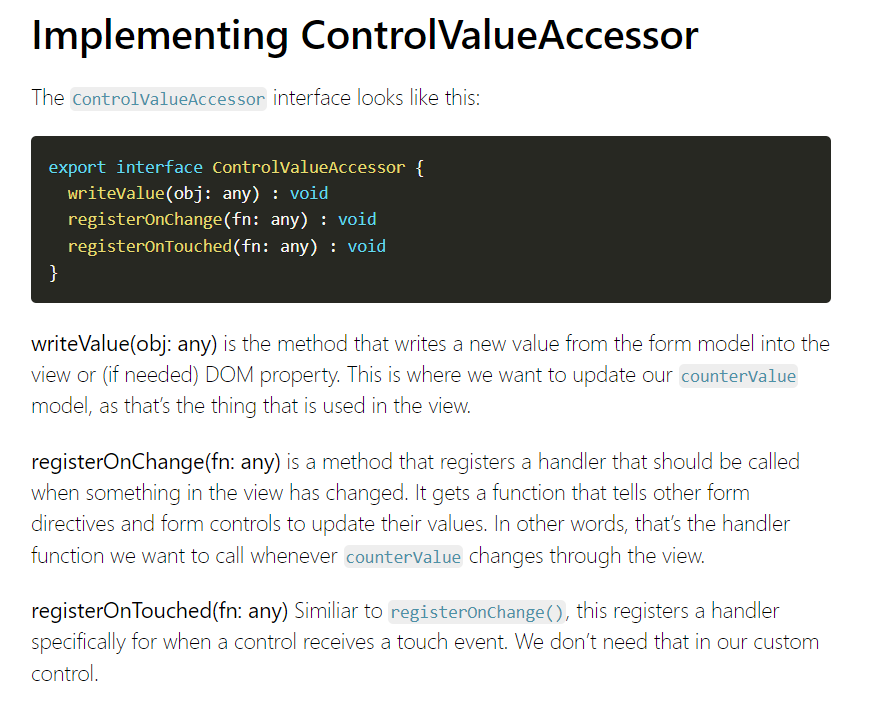 Implementing ControlValueAccessor
The ControlValueAccessor interface looks like this:
export interface ControlValueAccessor {
  writeValue(obj: any) : void
  registerOnChange(fn: any) : void
  registerOnTouched(fn: any) : void
}
writeValue(obj: any) is the method that writes a new value from the form model into the
view or (if needed) DOM property. This is where we want to update our counterValue
model, as that’s the thing that is used in the view.
registerOnChange(fn: any) is a method that registers a handler that should be called
when something in the view has changed. It gets a function that tells other form
directives and form controls to update their values. In other words, that’s the handler
function we want to call whenever counterValue changes through the view.
registerOnTouched(fn: any) Similiar to registerOnChange(), this registers a handler
specifically for when a control receives a touch event. We don’t need that in our custom
control.